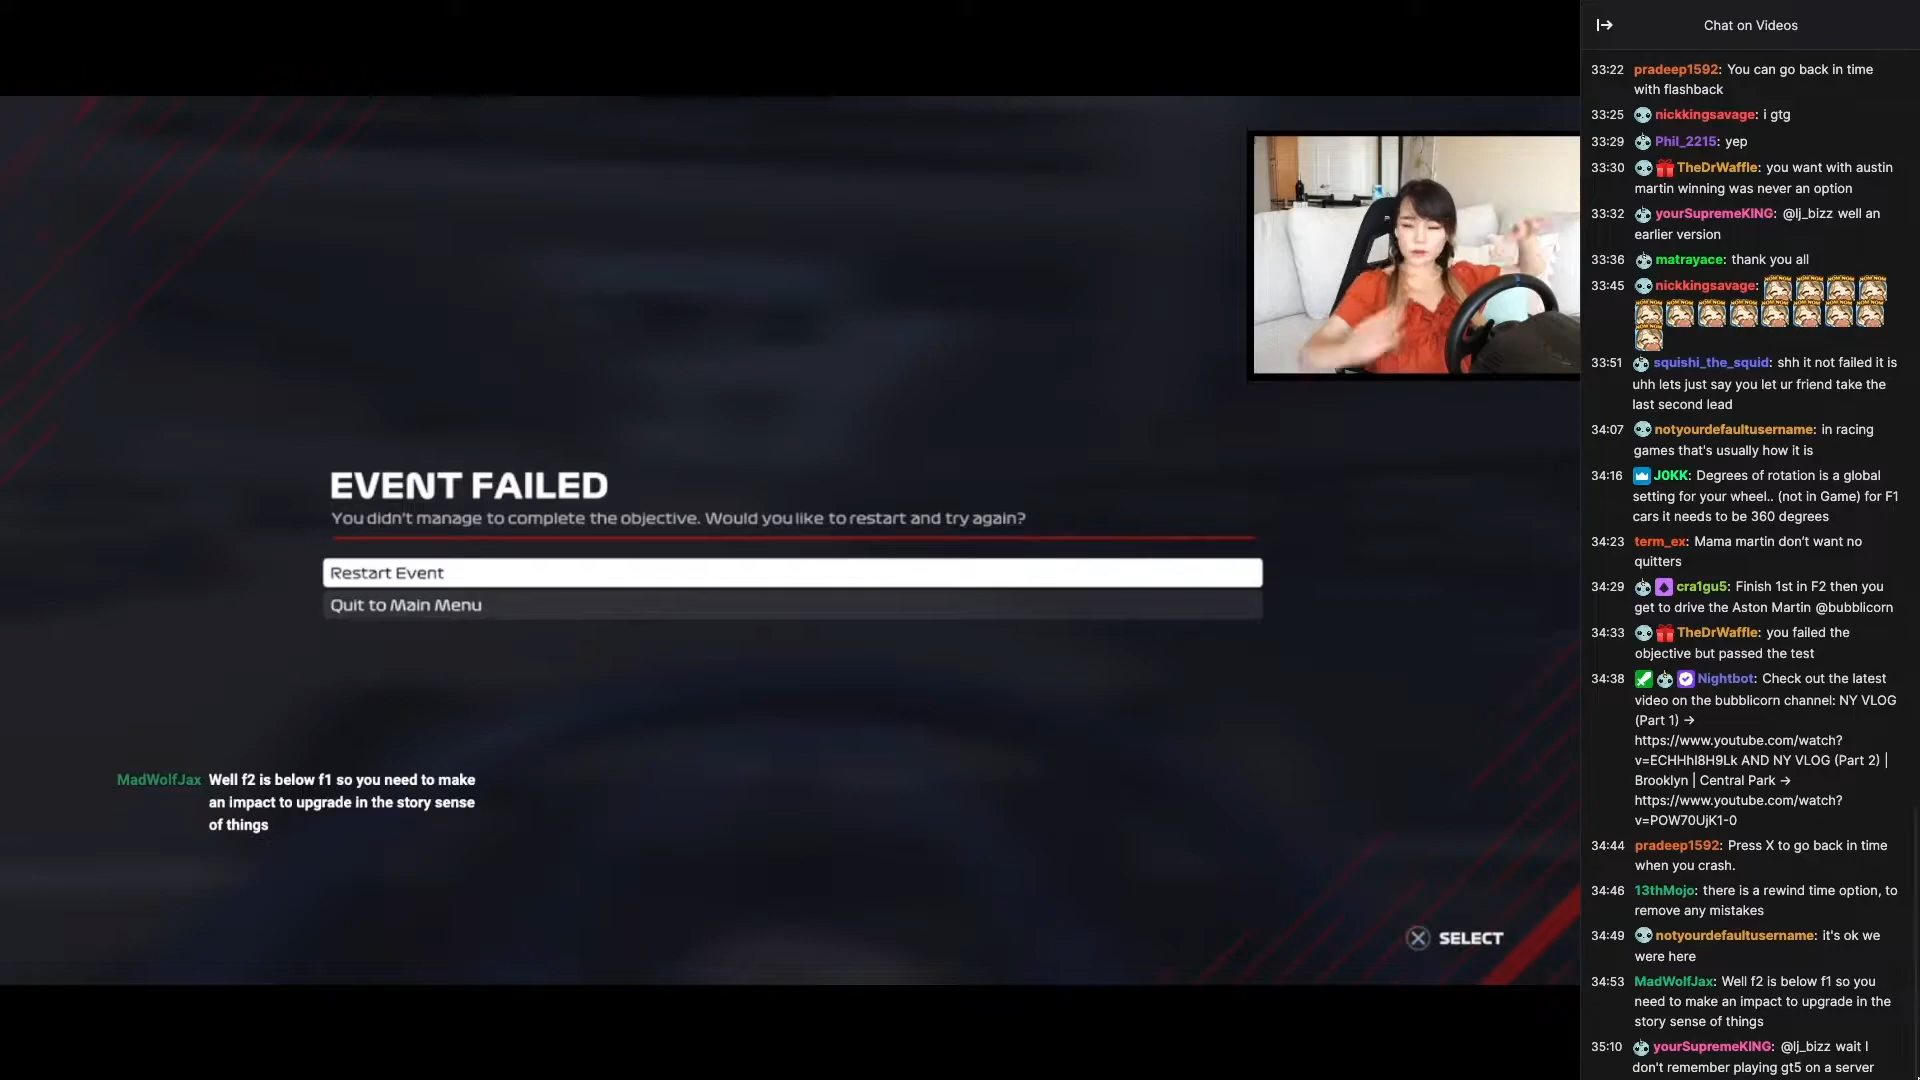 EVENT FAILED
You didn't manage to complete the objective. Would you like to restart and try again?
Restart Event
Quit to Main Menu
MadWolfJax Well f2 is below f1 so you need to make
an impact to upgrade in the story sense
of things
SELECT
Chat on Videos
33:22 pradeep1592: You can go back in time
with flashback
33:25 nickkingsavage: i gtg
33:29 Phil_2215: yep
33:30 TheDrWaffle: you want with austin
martin winning was never an option
33:32 yourSupremeKING: @lj_bizz well an
earlier version
33:36 matrayace: thank you all
33:45 nickkingsavage:
33:51 squishi_the_squid: shh it not failed it is
uhh lets just say you let ur friend take the
last second lead
34:07 notyourdefaultusername: in racing
games that's usually how it is
34:16 J0KK: Degrees of rotation is a global
setting for your wheel.. (not in Game) for F1
cars it needs to be 360 degrees
34:23 term_ex: Mama martin don’t want no
quitters
34:29 cra1gu5: Finish 1st in F2 then you
get to drive the Aston Martin @bubblicorn
34:33 TheDrWaffle: you failed the
objective but passed the test
34:38 Nightbot: Check out the latest
video on the bubblicorn channel: NY VLOG
(Part 1) →
https://www.youtube.com/watch?
v=ECHHhI8H9Lk AND NY VLOG (Part 2) |
Brooklyn | Central Park →
https://www.youtube.com/watch?
v=POW70UjK1-0
34:44 pradeep1592: Press X to go back in time
when you crash.
34:46 13thMojo: there is a rewind time option, to
remove any mistakes
34:49 notyourdefaultusername: it's ok we
were here
34:53 MadWolfJax: Well f2 is below f1 so you
need to make an impact to upgrade in the
story sense of things
35:10 yourSupremeKING: @lj_bizz wait I
don't remember playing gt5 on a server